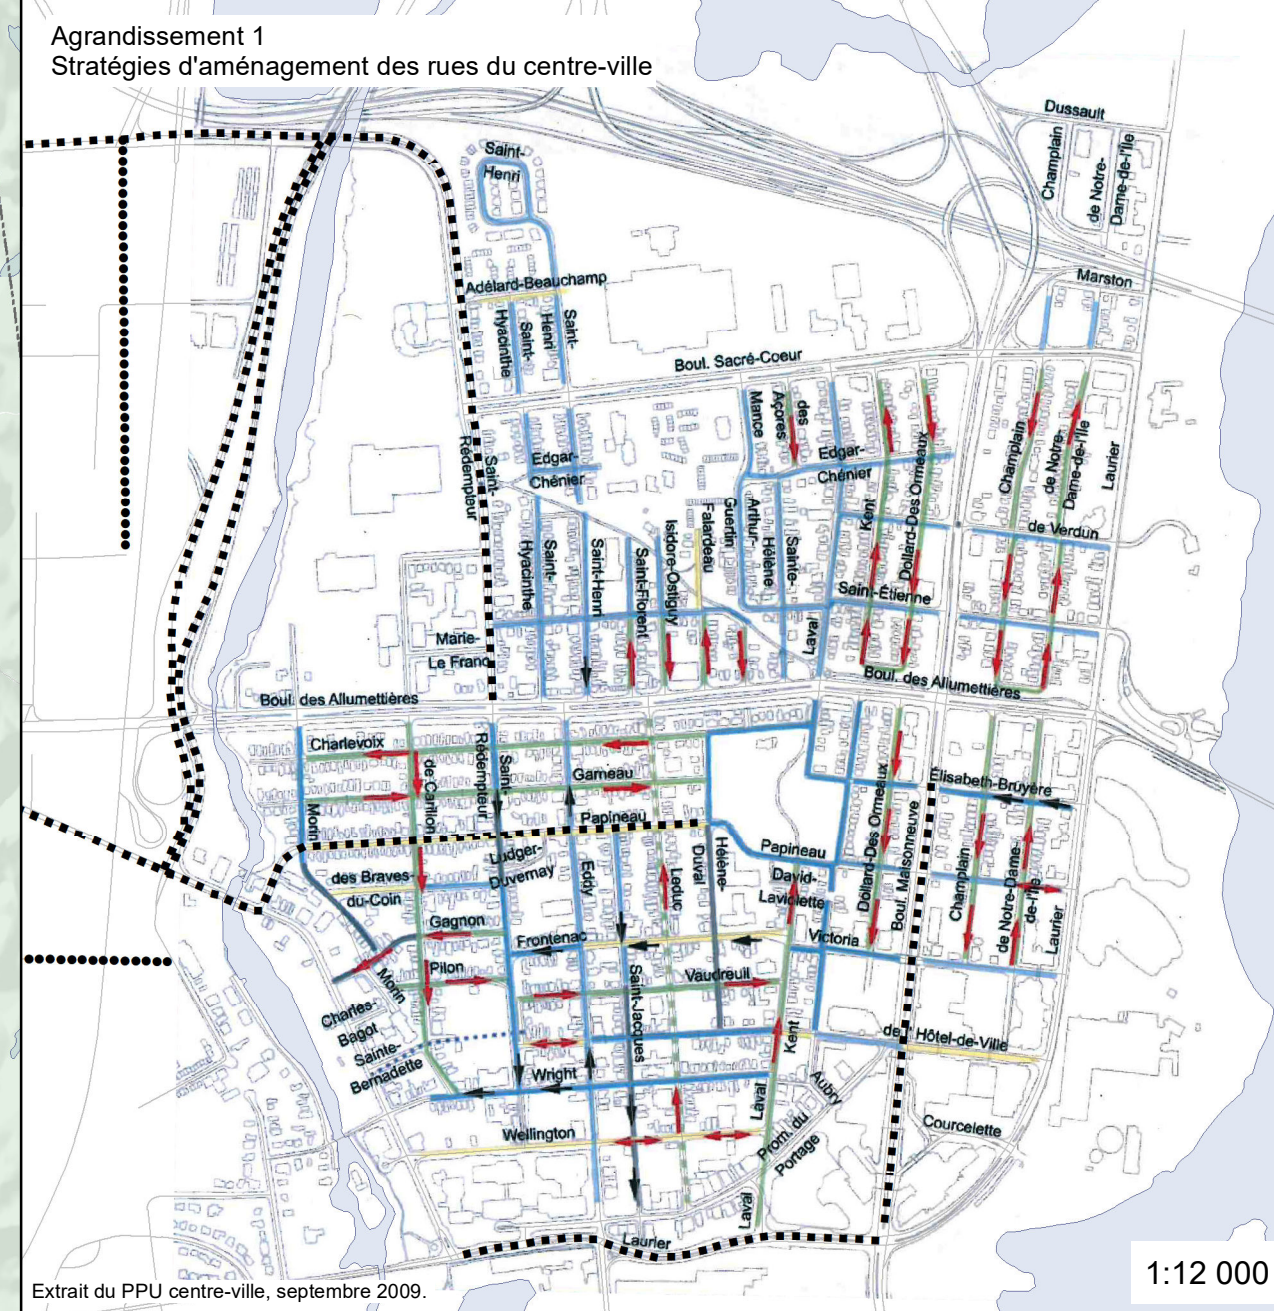 Agrandissement 1
Stratégies d'aménagement des rues du centre-ville
Dussault
Champlain
de Notre-
Dame-de-l'Île
Saint-
Henri
Marston
Adélard-Beauchamp
Saint-
Hyacinthe
Saint-
Henri
Boul. Sacré-Coeur
Mance
des
Açores
Edgar-
Chénier
Edgar-
Chénier
Saint-
Rédempteur
Kent
Dollard-Des Ormeaux
Champlain
de Notre-
Dame-de-l'Île
Laurier
de Verdun
Saint-
Hyacinthe
Saint-Henri
Saint-Florent
Isidore-Ostiguy
Falardeau
Guertin
Arthur-
Hélène
Sainte-
Saint-Étienne
Laval
Marie-
Le Franc
Boul. des Allumettières
Boul. des Allumettières
Charlevoix
de Carillon
Saint-
Rédempteur
Garneau
Morin
Papineau
Élisabeth-Bruyère
Dollard-Des Ormeaux
Boul. Maisonneuve
Champlain
de Notre-Dame-
de-l'Île
Laurier
Ludger-
Duvernay
des Braves-
du-Coin
Eddy
Leduc
Hélène-
Duval
Papineau
David-
Laviolette
Gagnon
Frontenac
Victoria
Pilon
Morin
Saint-Jacques
Vaudreuil
Charles-
Bagot
Sainte-
Bernadette
Kent
de l'Hôtel-de-Ville
Wright
Laval
Aubry
Wellington
Prom. du
Portage
Courcelette
Laval
Laurier
Extrait du PPU centre-ville, septembre 2009.
1:12 000